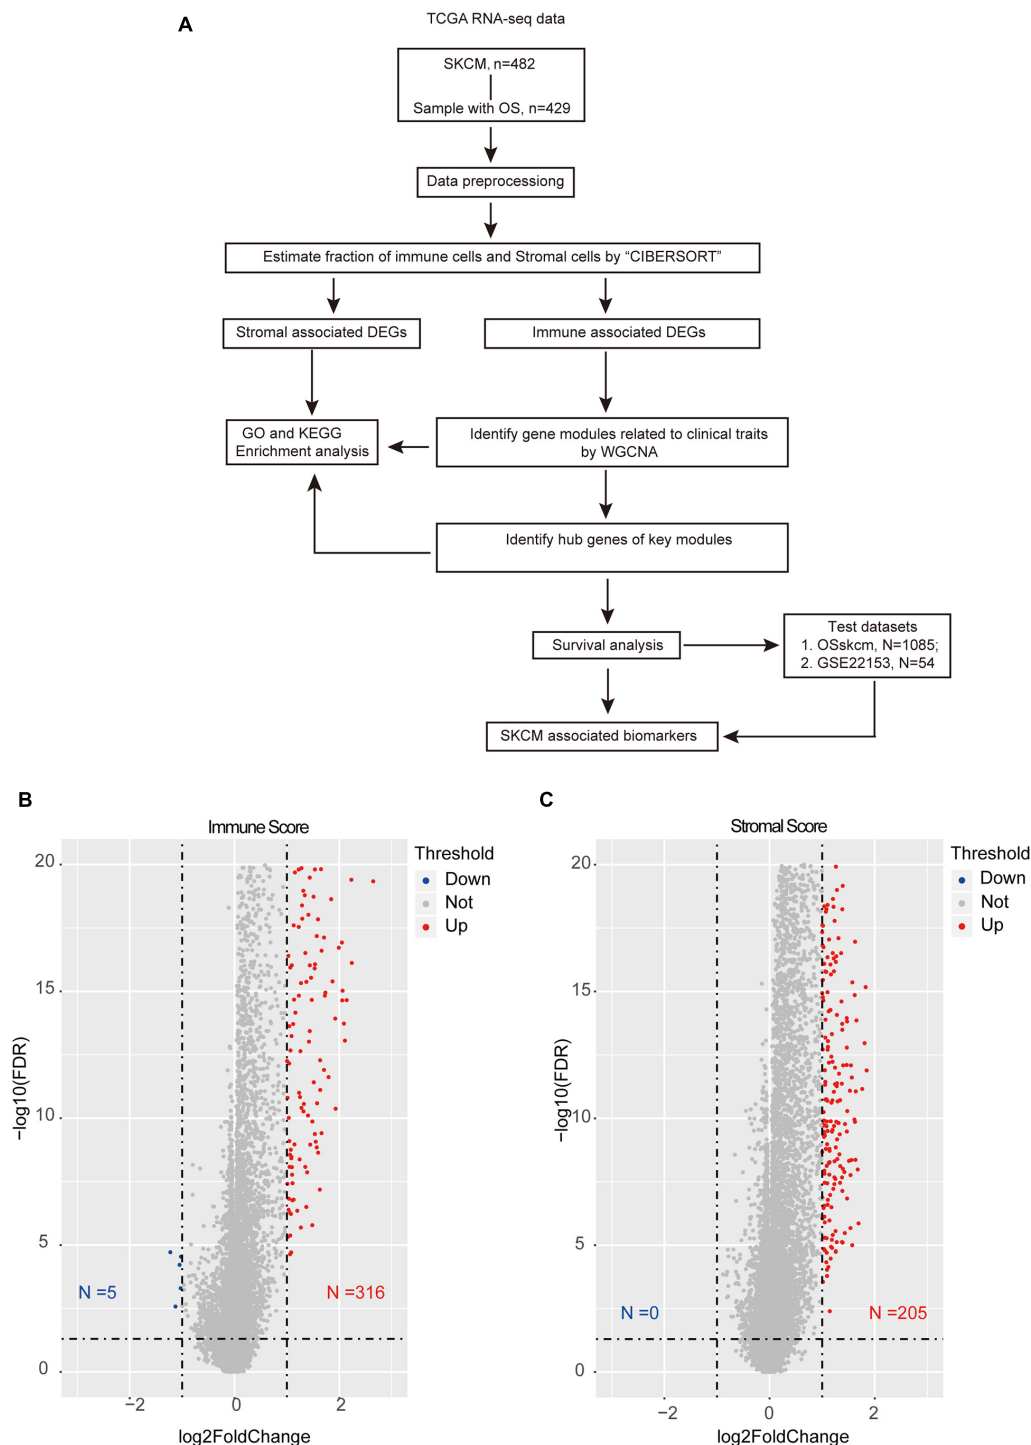 A
TCGA RNA-seq data
SKCM, n=482
Sample with OS, n=429
Data preprocessiong
Estimate fraction of immune cells and Stromal cells by “CIBERSORT”
Stromal associated DEGs
Immune associated DEGs
GO and KEGG
Enrichment analysis
Identify gene modules related to clinical traits
by WGCNA
Identify hub genes of key modules
Survival analysis
Test datasets
1. OSskcm, N=1085;
2. GSE22153, N=54
SKCM associated biomarkers
B
Immune Score
20
15
10
5
0
−log10(FDR)
−2
0
2
log2FoldChange
N =5
N =316
Threshold
Down
Not
Up
C
Stromal Score
20
15
10
5
0
−log10(FDR)
−2
0
2
log2FoldChange
N =0
N =205
Threshold
Down
Not
Up